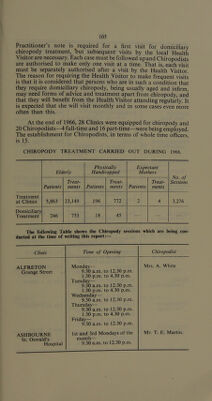 105
Practitioner's note is required for a first visit for domiciliary
chiropody treatment, but subsequent visits by the local Health
Visitor are necessary. Each case must be followed up and Chiropodists
are authorised to make only one visit at a time. That is, each visit
must be separately authorised after a visit by the Health Visitor.
The reason for requiring the Health Visitor to make frequent visits
is that it is considered that persons who are in such a condition that
they require domiciliary chiropody, being usually aged and infirm,
may need forms of advice and treatment apart from chiropody, and
that they will benefit from the Health Visitor attending regularly. It
is expected that she will visit monthly and in some cases even more
often than this.
At the end of 1966, 28 Clinics were equipped for chiropody and
20 Chiropodists—4 full-time and 16 part-time—were being employed.
The establishment for Chiropodists, in terms of whole time officers,
is 15.
CHIROPODY TREATMENT CARRIED OUT DURING 1966.
Elderly Physically Handicapped Expectant Mothers No. of Sessions
Patients Treatments Patients Treatments Patients Treatments
Treatment at Clinics 5,063 23,149 196 772 2 4 3,276
Domiciliary Treatment 246 753 18 45 — —
The following Table shows the Chiropody sessions which are being conducted at the time of writing this report:—
Clinic Time of Opening Chiropodist
ALFRETON Monday— Mrs. A. White
Grange Street 9.30 a.m. to 12.30 p.m.
1.30 p.m. to 4.30 p.m.
Tuesday—
9.30 a.m. to 12.30 p.m.
1.30 p.m. to 4.30 p.m.
Wednesday—
9.30 a.m. to 12.30 p.m.
Thursday—
9.30 a.m. to 12.30 p.m.
1.30 p.m. to 4.30 p.m.
Friday—
9.30 a.m. to 12.30 p.m.
ASHBOURNE 1st and 3rd Mondays of the Mr. T. E. Martin
St. Oswald's month—
Hospital 9.30 a.m. to 12.30 p.m.